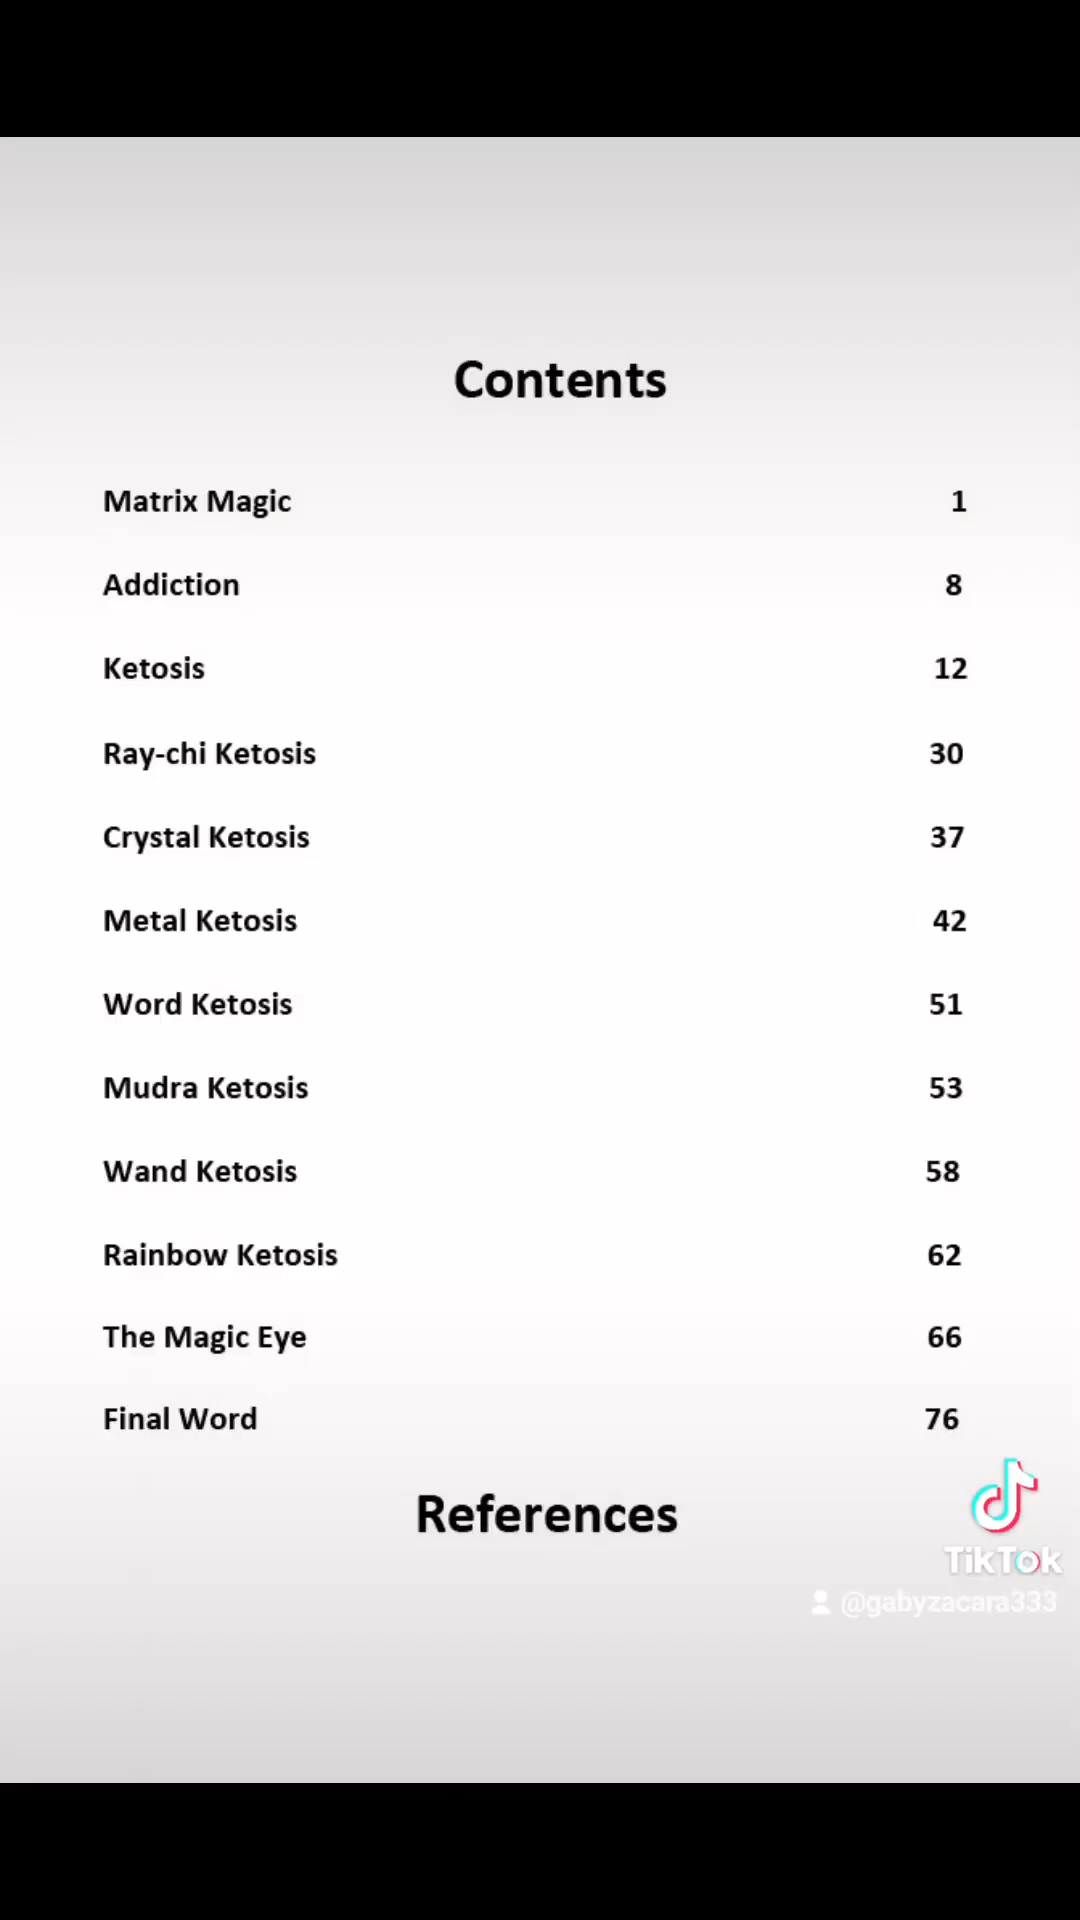 Contents
Matrix Magic 1
Addiction 8
Ketosis 12
Ray-chi Ketosis 30
Crystal Ketosis 37
Metal Ketosis 42
Word Ketosis 51
Mudra Ketosis 53
Wand Ketosis 58
Rainbow Ketosis 62
The Magic Eye 66
Final Word 76
References
TikTok
@gabyzacara333